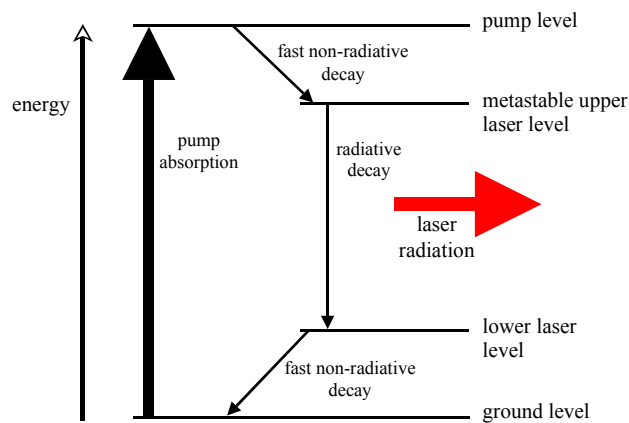 pump level
fast non-radiative
decay
energy
metastable upper
laser level
pump
absorption
radiative
decay
laser
radiation
lower laser
level
fast non-radiative
decay
ground level